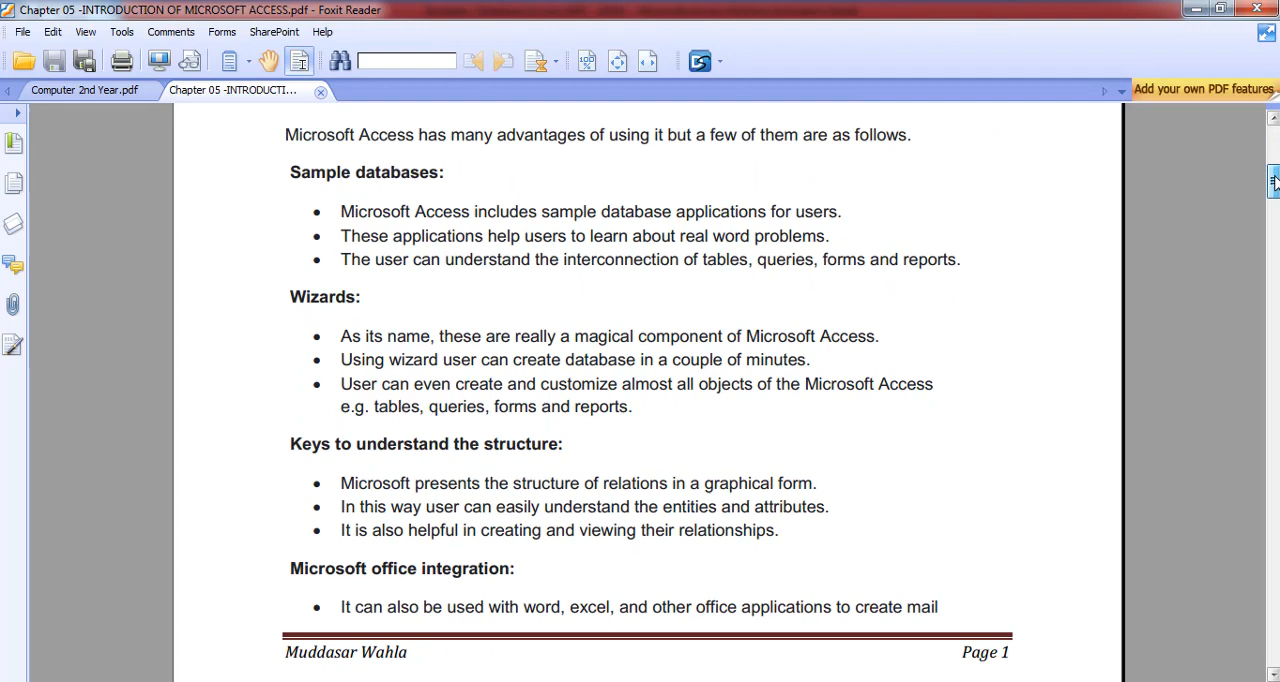 Chapter 05 -INTRODUCTION OF MICROSOFT ACCESS.pdf - Foxit Reader
File Edit View Tools Comments Forms SharePoint Help
Computer 2nd Year.pdf Chapter 05 -INTRODUCTI... Add your own PDF features
Microsoft Access has many advantages of using it but a few of them are as follows.
Sample databases:
• Microsoft Access includes sample database applications for users.
• These applications help users to learn about real word problems.
• The user can understand the interconnection of tables, queries, forms and reports.
Wizards:
• As its name, these are really a magical component of Microsoft Access.
• Using wizard user can create database in a couple of minutes.
• User can even create and customize almost all objects of the Microsoft Access
e.g. tables, queries, forms and reports.
Keys to understand the structure:
• Microsoft presents the structure of relations in a graphical form.
• In this way user can easily understand the entities and attributes.
• It is also helpful in creating and viewing their relationships.
Microsoft office integration:
• It can also be used with word, excel, and other office applications to create mail
Muddasar Wahla Page 1